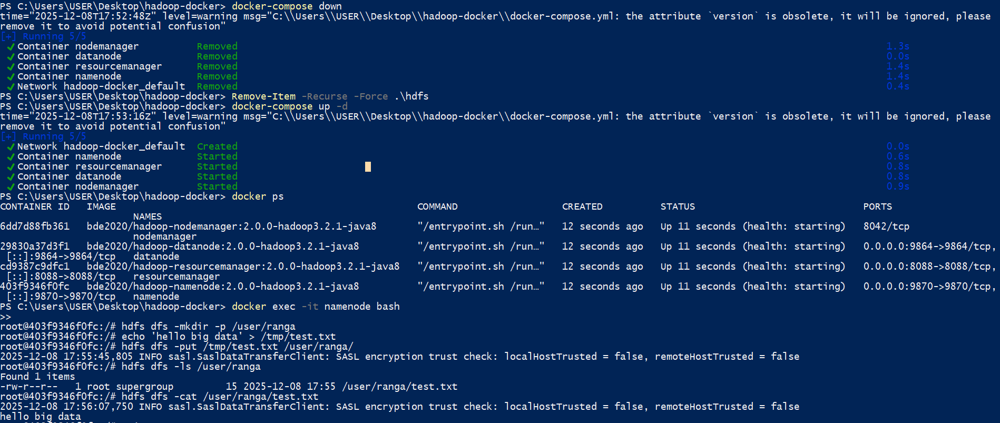 PS C:\Users\USER\Desktop\hadoop-docker> docker-compose down
time="2025-12-08T17:52:48Z" level=warning msg="C:\\Users\\USER\\Desktop\\hadoop-docker\\docker-compose.yml: the attribute `version` is obsolete, it will be ignored, please
remove it to avoid potential confusion"
[+] Running 5/5
✔ Container nodemanager Removed 1.3s
✔ Container datanode Removed 0.0s
✔ Container resourcemanager Removed 1.4s
✔ Container namenode Removed 1.4s
✔ Network hadoop-docker_default Removed 0.4s
PS C:\Users\USER\Desktop\hadoop-docker> Remove-Item -Recurse -Force .\hdfs
PS C:\Users\USER\Desktop\hadoop-docker> docker-compose up -d
time="2025-12-08T17:53:16Z" level=warning msg="C:\\Users\\USER\\Desktop\\hadoop-docker\\docker-compose.yml: the attribute `version` is obsolete, it will be ignored, please
remove it to avoid potential confusion"
[+] Running 5/5
✔ Network hadoop-docker_default Created 0.0s
✔ Container namenode Started 0.6s
✔ Container resourcemanager Started 0.8s
✔ Container datanode Started 0.8s
✔ Container nodemanager Started 0.9s
PS C:\Users\USER\Desktop\hadoop-docker> docker ps
CONTAINER ID IMAGE COMMAND CREATED STATUS PORTS
NAMES
6dd7d88fb361 bde2020/hadoop-nodemanager:2.0.0-hadoop3.2.1-java8 "/entrypoint.sh /run…" 12 seconds ago Up 11 seconds (health: starting) 8042/tcp
nodemanager
29830a37d3f1 bde2020/hadoop-datanode:2.0.0-hadoop3.2.1-java8 "/entrypoint.sh /run…" 12 seconds ago Up 11 seconds (health: starting) 0.0.0.0:9864->9864/tcp,
[::]:9864->9864/tcp datanode
cd9387c9dfc1 bde2020/hadoop-resourcemanager:2.0.0-hadoop3.2.1-java8 "/entrypoint.sh /run…" 12 seconds ago Up 11 seconds (health: starting) 0.0.0.0:8088->8088/tcp,
[::]:8088->8088/tcp resourcemanager
403f9346f0fc bde2020/hadoop-namenode:2.0.0-hadoop3.2.1-java8 "/entrypoint.sh /run…" 12 seconds ago Up 11 seconds (health: starting) 0.0.0.0:9870->9870/tcp,
[::]:9870->9870/tcp namenode
PS C:\Users\USER\Desktop\hadoop-docker> docker exec -it namenode bash
>>
root@403f9346f0fc:/# hdfs dfs -mkdir -p /user/ranga
root@403f9346f0fc:/# echo 'hello big data' > /tmp/test.txt
root@403f9346f0fc:/# hdfs dfs -put /tmp/test.txt /user/ranga/
2025-12-08 17:55:45,805 INFO sasl.SaslDataTransferClient: SASL encryption trust check: localHostTrusted = false, remoteHostTrusted = false
root@403f9346f0fc:/# hdfs dfs -ls /user/ranga
Found 1 items
-rw-r--r-- 1 root supergroup 15 2025-12-08 17:55 /user/ranga/test.txt
root@403f9346f0fc:/# hdfs dfs -cat /user/ranga/test.txt
2025-12-08 17:56:07,750 INFO sasl.SaslDataTransferClient: SASL encryption trust check: localHostTrusted = false, remoteHostTrusted = false
hello big data